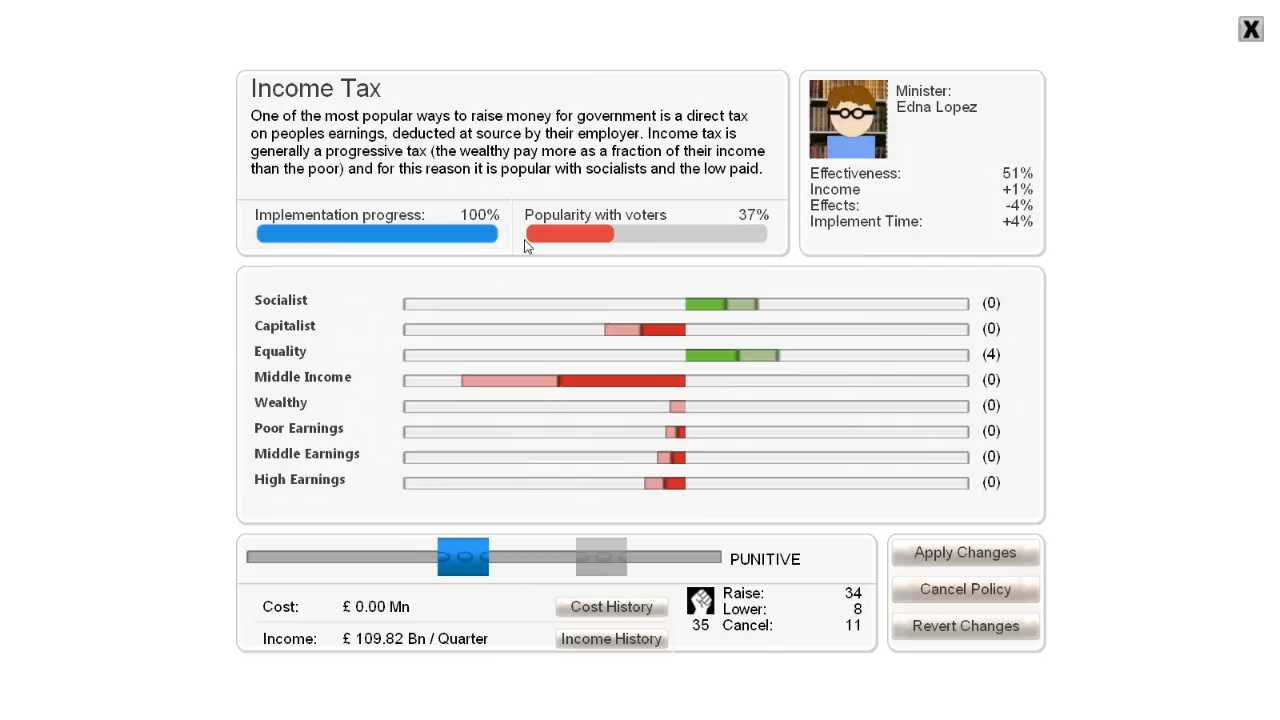 X
Income Tax
One of the most popular ways to raise money for government is a direct tax
on peoples earnings, deducted at source by their employer. Income tax is
generally a progressive tax (the wealthy pay more as a fraction of their income
than the poor) and for this reason it is popular with socialists and the low paid.
Implementation progress: 100%
Popularity with voters 37%
Minister:
Edna Lopez
Effectiveness: 51%
Income +1%
Effects: -4%
Implement Time: +4%
Socialist (0)
Capitalist (0)
Equality (4)
Middle Income (0)
Wealthy (0)
Poor Earnings (0)
Middle Earnings (0)
High Earnings (0)
PUNITIVE
Cost: £ 0.00 Mn Cost History
Income: £ 109.82 Bn / Quarter Income History
35
Raise: 34
Lower: 8
Cancel: 11
Apply Changes
Cancel Policy
Revert Changes